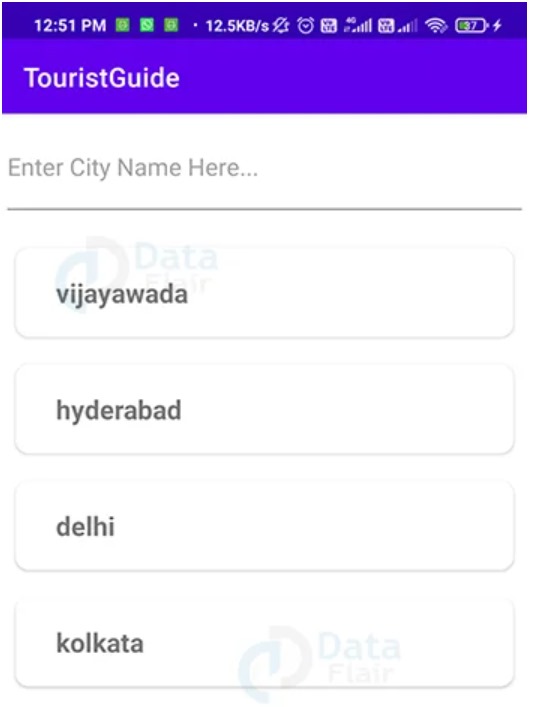 12:51 PM · 12.5KB/s 4G 37
TouristGuide
Enter City Name Here...
Data
Flair
vijayawada
hyderabad
delhi
kolkata
Data
Flair